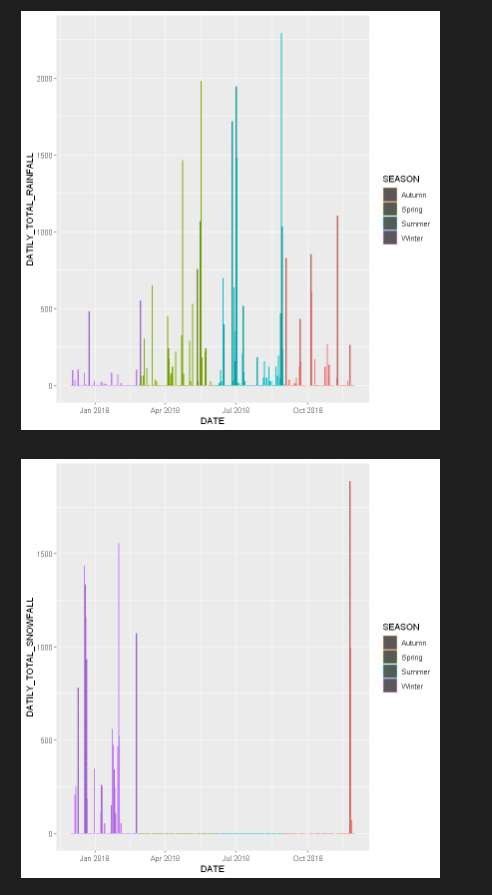 2000
1500
1000
500
0
DATILY_TOTAL_RAINFALL
Jan 2018 Apr 2018 Jul 2018 Oct 2018
DATE
SEASON
Autumn
Spring
Summer
Winter
1500
1000
500
0
DATILY_TOTAL_SNOWFALL
Jan 2018 Apr 2018 Jul 2018 Oct 2018
DATE
SEASON
Autumn
Spring
Summer
Winter